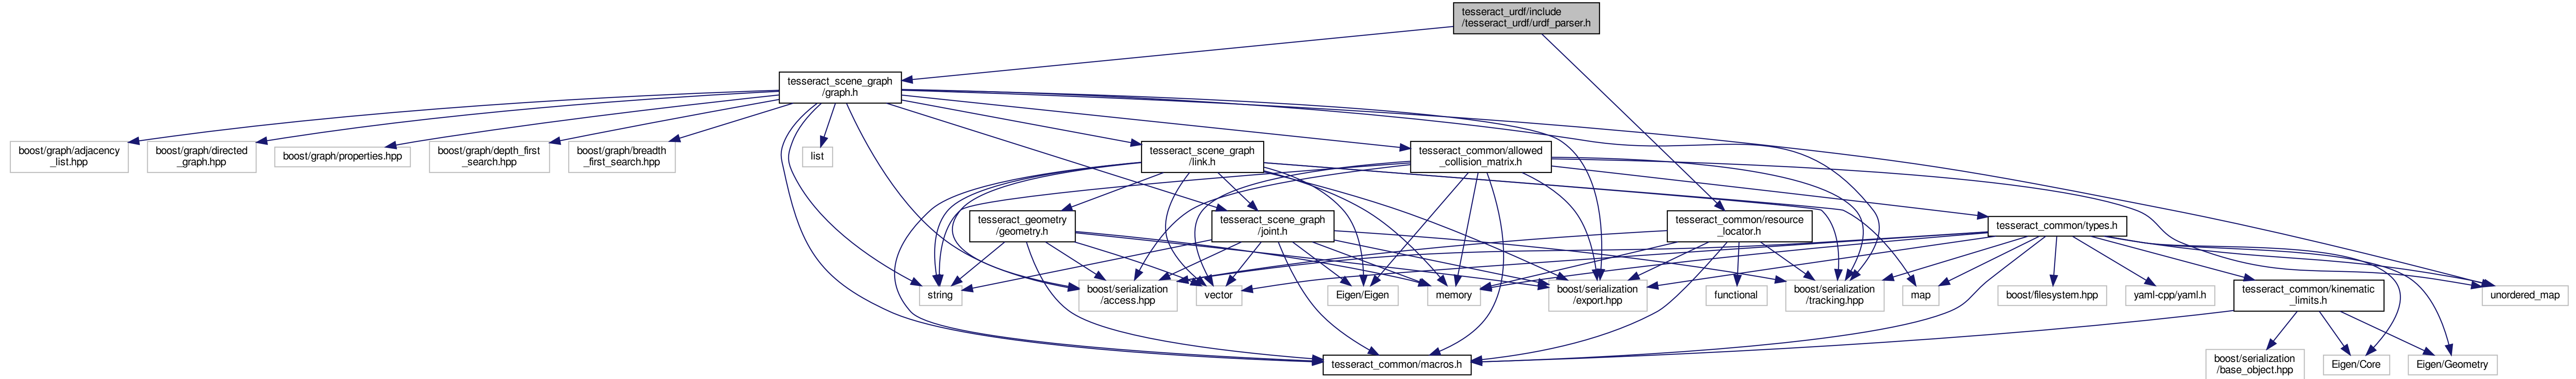 tesseract_urdf/include
/tesseract_urdf/urdf_parser.h
tesseract_scene_graph
/graph.h
boost/graph/adjacency
_list.hpp
boost/graph/directed
_graph.hpp
boost/graph/properties.hpp
boost/graph/depth_first
_search.hpp
boost/graph/breadth
_first_search.hpp
list
tesseract_scene_graph
/link.h
tesseract_common/allowed
_collision_matrix.h
tesseract_geometry
/geometry.h
tesseract_scene_graph
/joint.h
tesseract_common/resource
_locator.h
tesseract_common/types.h
string
boost/serialization
/access.hpp
vector
Eigen/Eigen
memory
boost/serialization
/export.hpp
functional
boost/serialization
/tracking.hpp
map
boost/filesystem.hpp
yaml-cpp/yaml.h
tesseract_common/kinematic
_limits.h
unordered_map
tesseract_common/macros.h
boost/serialization
/base_object.hpp
Eigen/Core
Eigen/Geometry